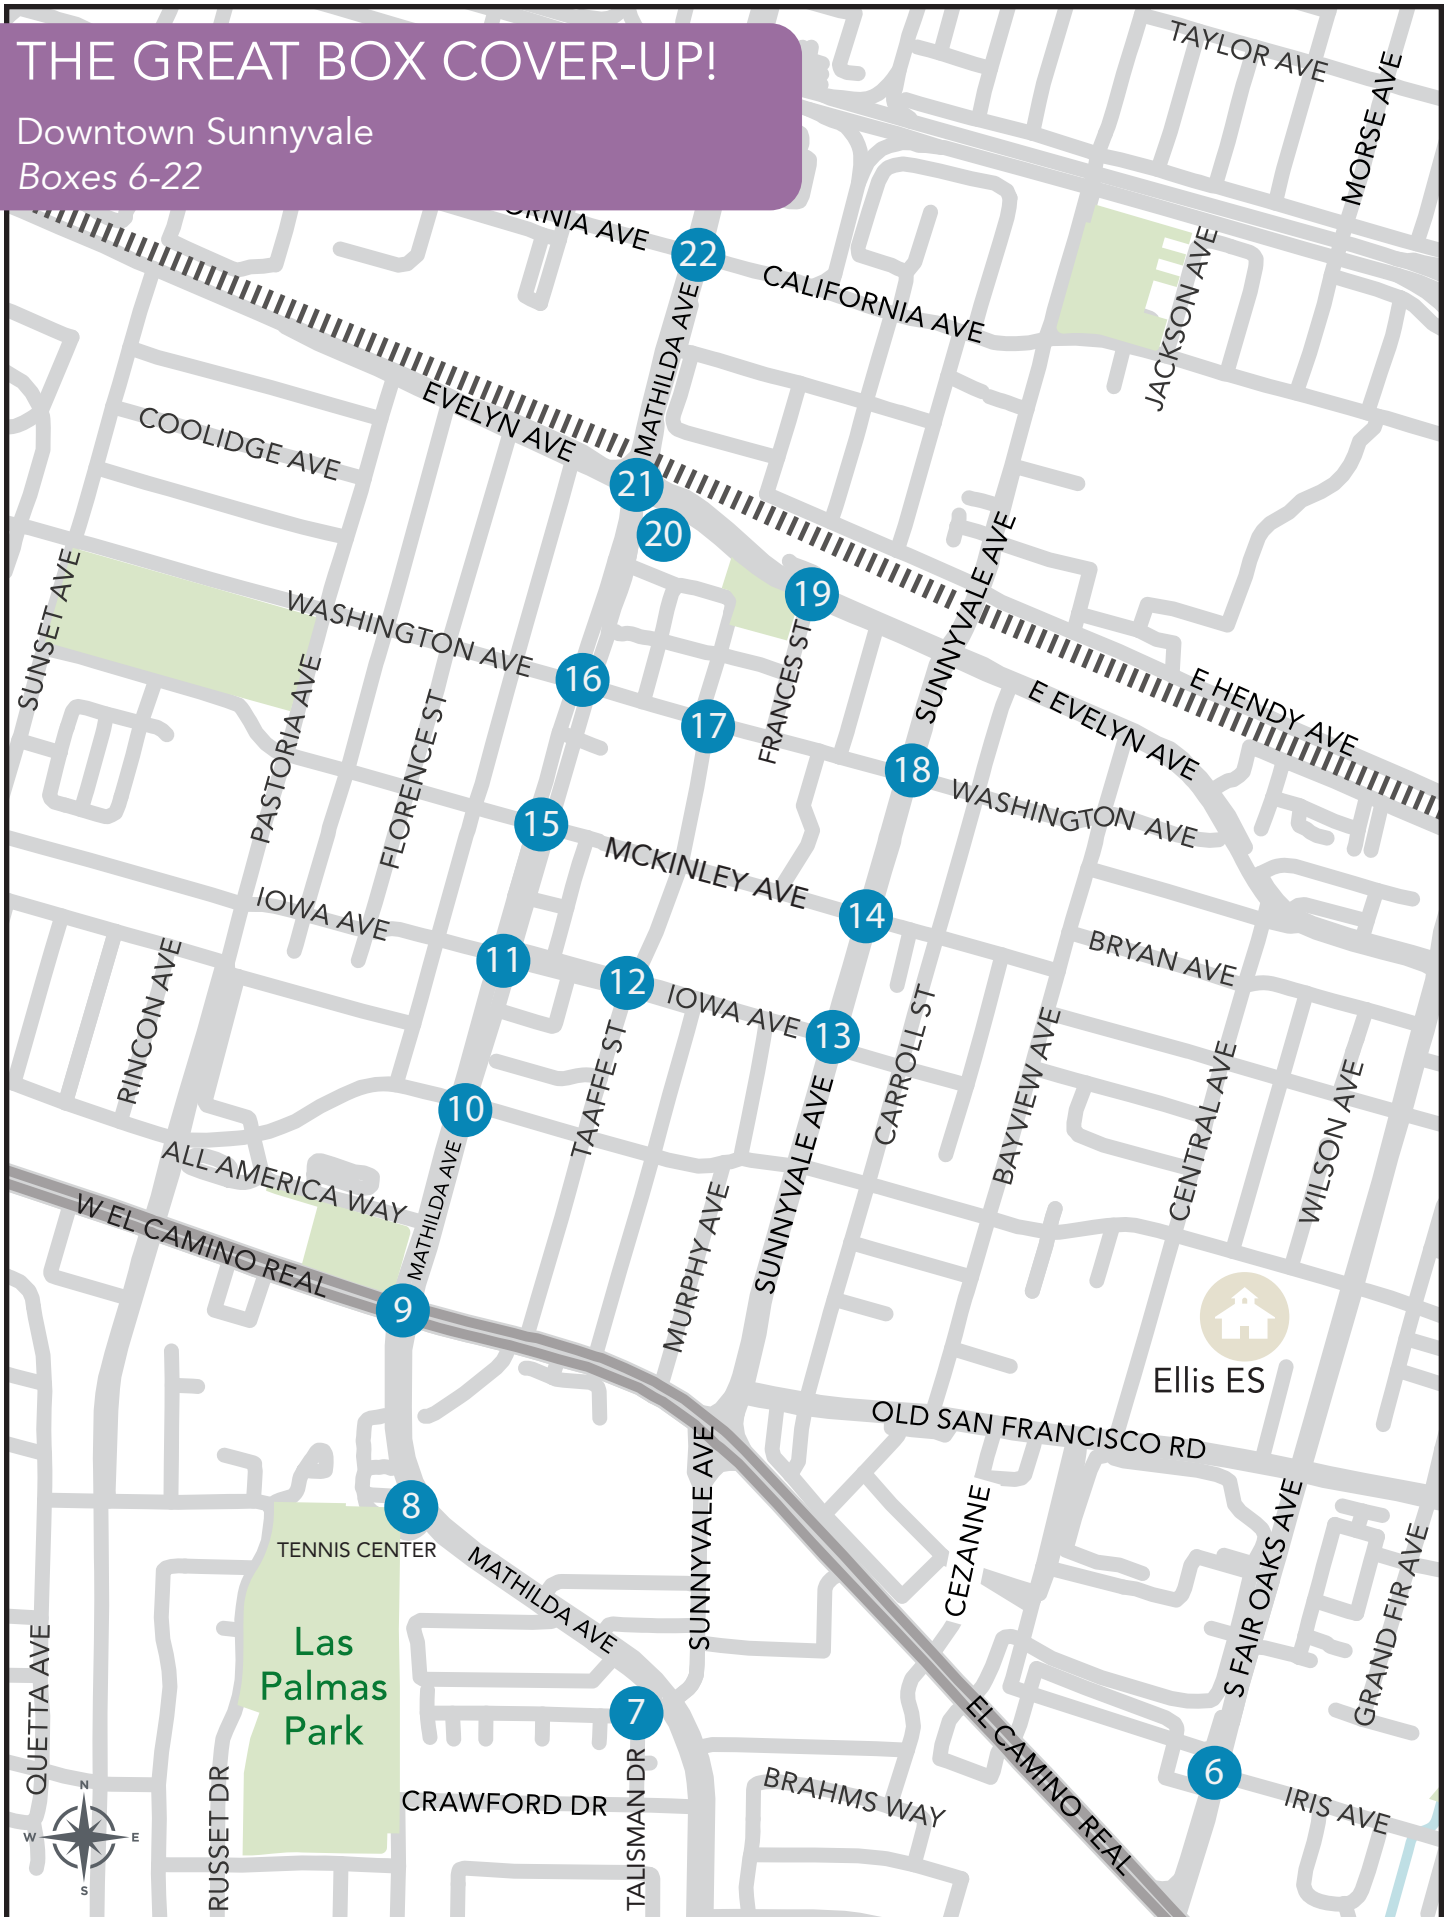 THE GREAT BOX COVER-UP!
Downtown Sunnyvale
Boxes 6-22
TAYLOR AVE
MORSE AVE
ORNIA AVE
22
CALIFORNIA AVE
JACKSON AVE
MATHILDA AVE
EVELYN AVE
COOLIDGE AVE
21
20
SUNNYVALE AVE
19
SUNSET AVE
WASHINGTON AVE
16
FRANCES ST
E HENDY AVE
E EVELYN AVE
PASTORIA AVE
FLORENCE ST
17
18
WASHINGTON AVE
15
MCKINLEY AVE
14
IOWA AVE
BRYAN AVE
11
12
IOWA AVE
13
RINCON AVE
TAAFFE ST
CARROLL ST
BAYVIEW AVE
CENTRAL AVE
WILSON AVE
10
ALL AMERICA WAY
MATHILDA AVE
MURPHY AVE
SUNNYVALE AVE
W EL CAMINO REAL
9
Ellis ES
OLD SAN FRANCISCO RD
8
TENNIS CENTER
MATHILDA AVE
SUNNYVALE AVE
CEZANNE
S FAIR OAKS AVE
GRAND FIR AVE
Las
Palmas
Park
QUETTA AVE
7
EL CAMINO REAL
6
IRIS AVE
RUSSET DR
CRAWFORD DR
TALISMAN DR
BRAHMS WAY
N
W E
S